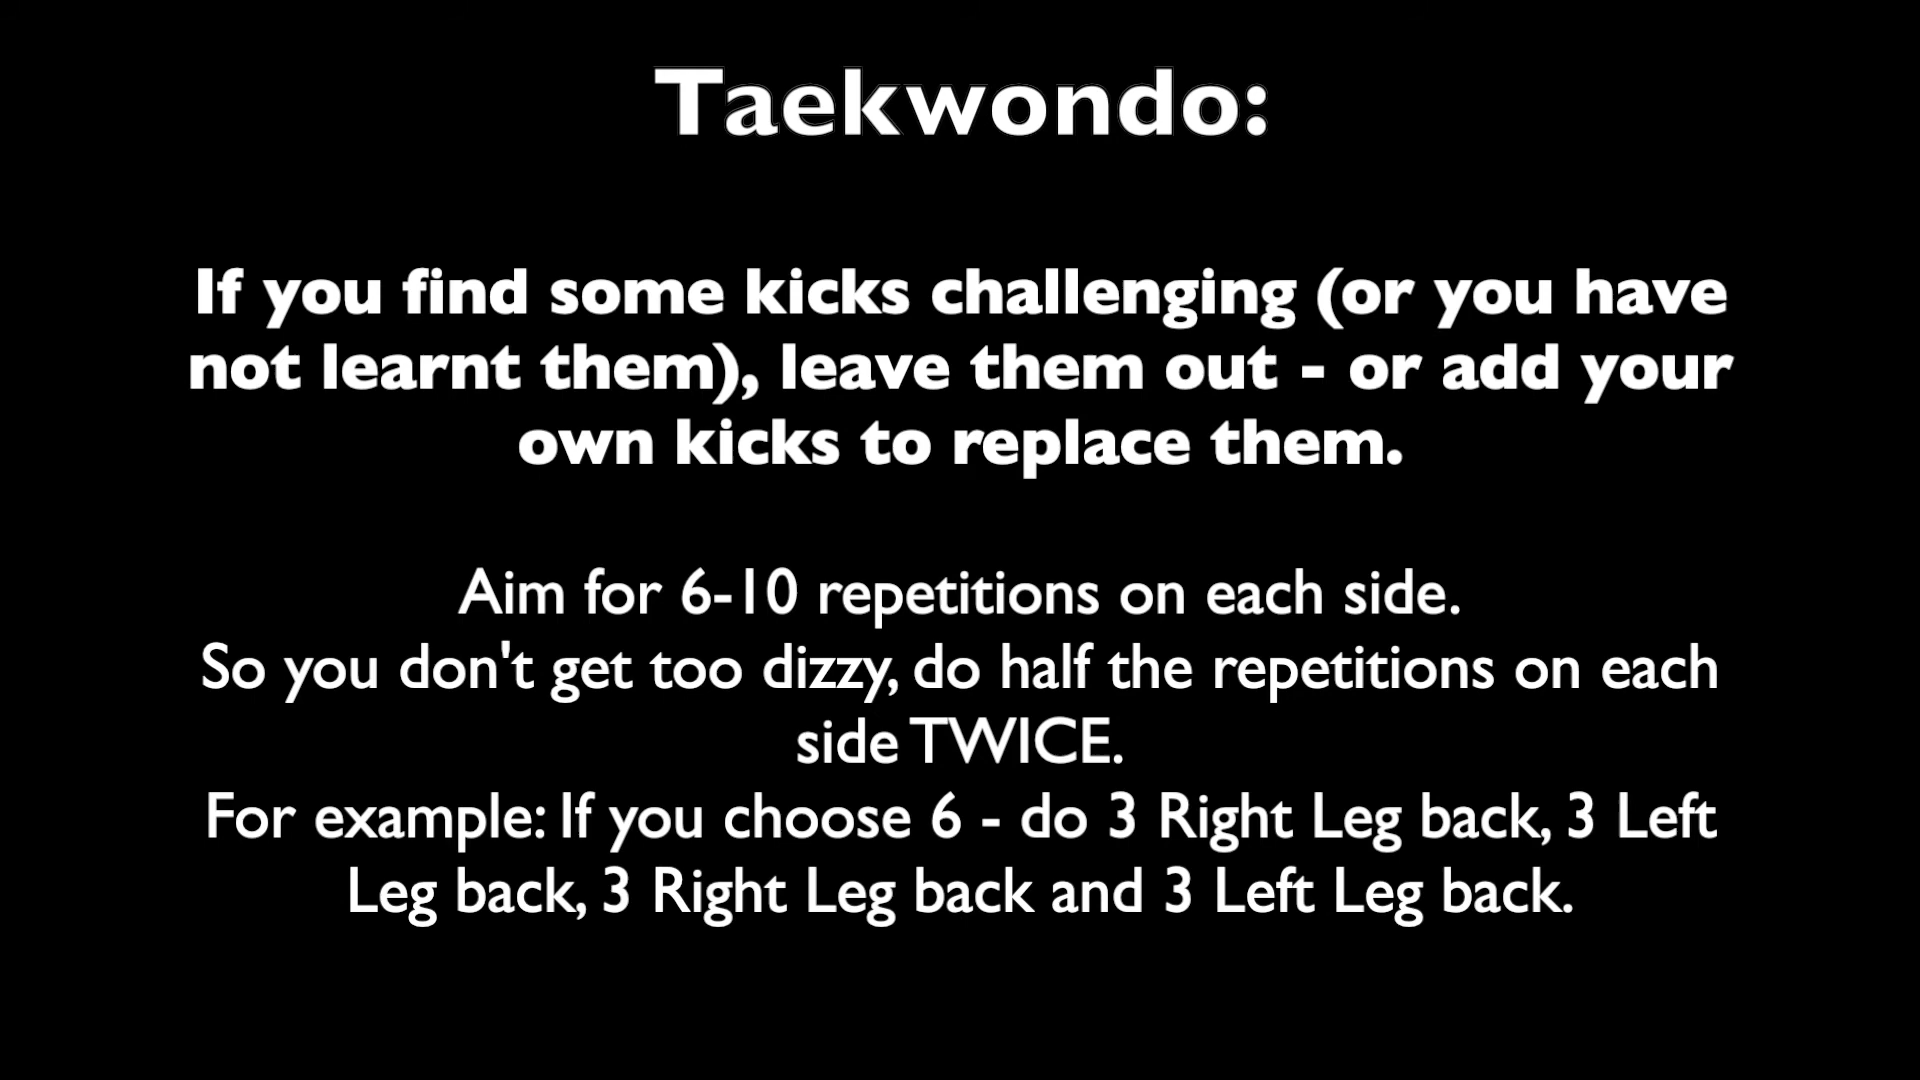 Taekwondo:
If you find some kicks challenging (or you have
not learnt them), leave them out - or add your
own kicks to replace them.
Aim for 6-10 repetitions on each side.
So you don't get too dizzy, do half the repetitions on each
side TWICE.
For example: If you choose 6 - do 3 Right Leg back, 3 Left
Leg back, 3 Right Leg back and 3 Left Leg back.